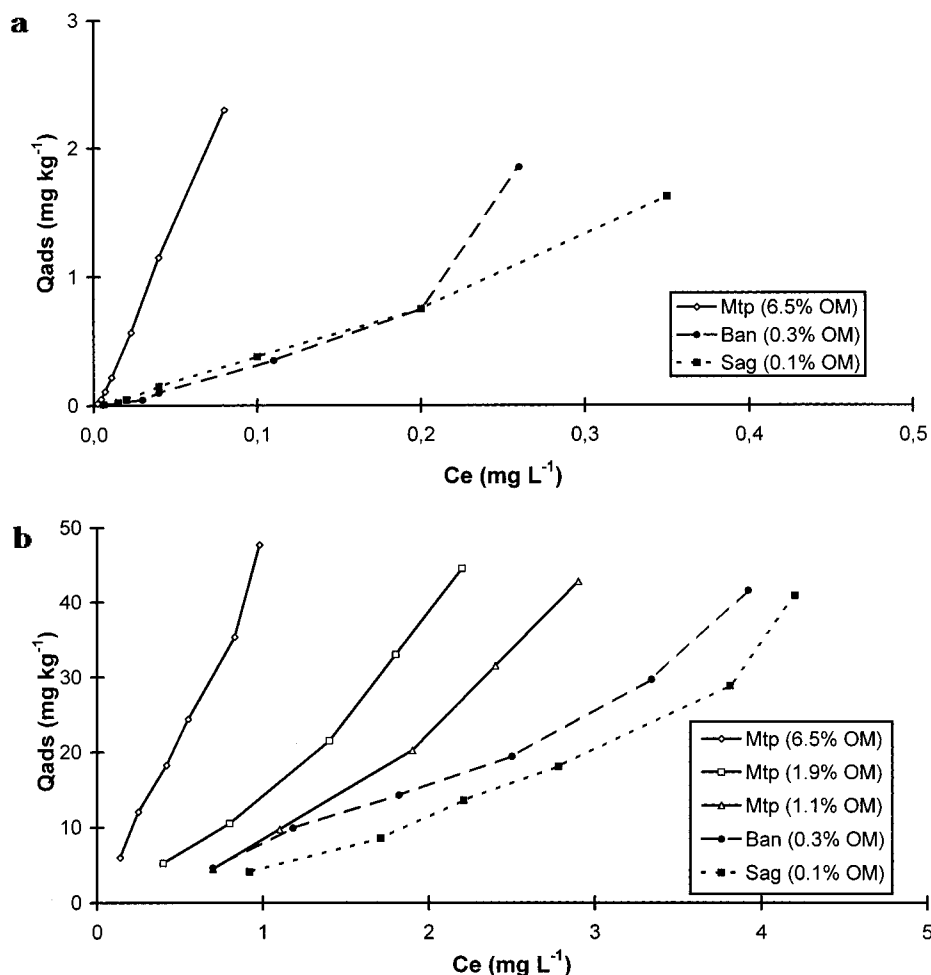 a
3
2
1
0
Qads (mg kg⁻¹)
Mtp (6.5% OM)
Ban (0.3% OM)
Sag (0.1% OM)
0,0 0,1 0,2 0,3 0,4 0,5
Ce (mg L⁻¹)
b
50
40
30
20
10
0
Qads (mg kg⁻¹)
Mtp (6.5% OM)
Mtp (1.9% OM)
Mtp (1.1% OM)
Ban (0.3% OM)
Sag (0.1% OM)
0 1 2 3 4 5
Ce (mg L⁻¹)